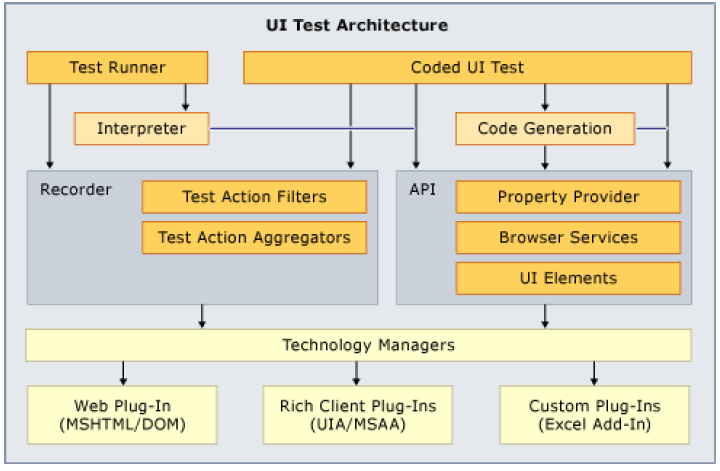 UI Test Architecture
Test Runner
Coded UI Test
Interpreter
Code Generation
Recorder
Test Action Filters
Test Action Aggregators
API
Property Provider
Browser Services
UI Elements
Technology Managers
Web Plug-In
(MSHTML/DOM)
Rich Client Plug-Ins
(UIA/MSAA)
Custom Plug-Ins
(Excel Add-In)